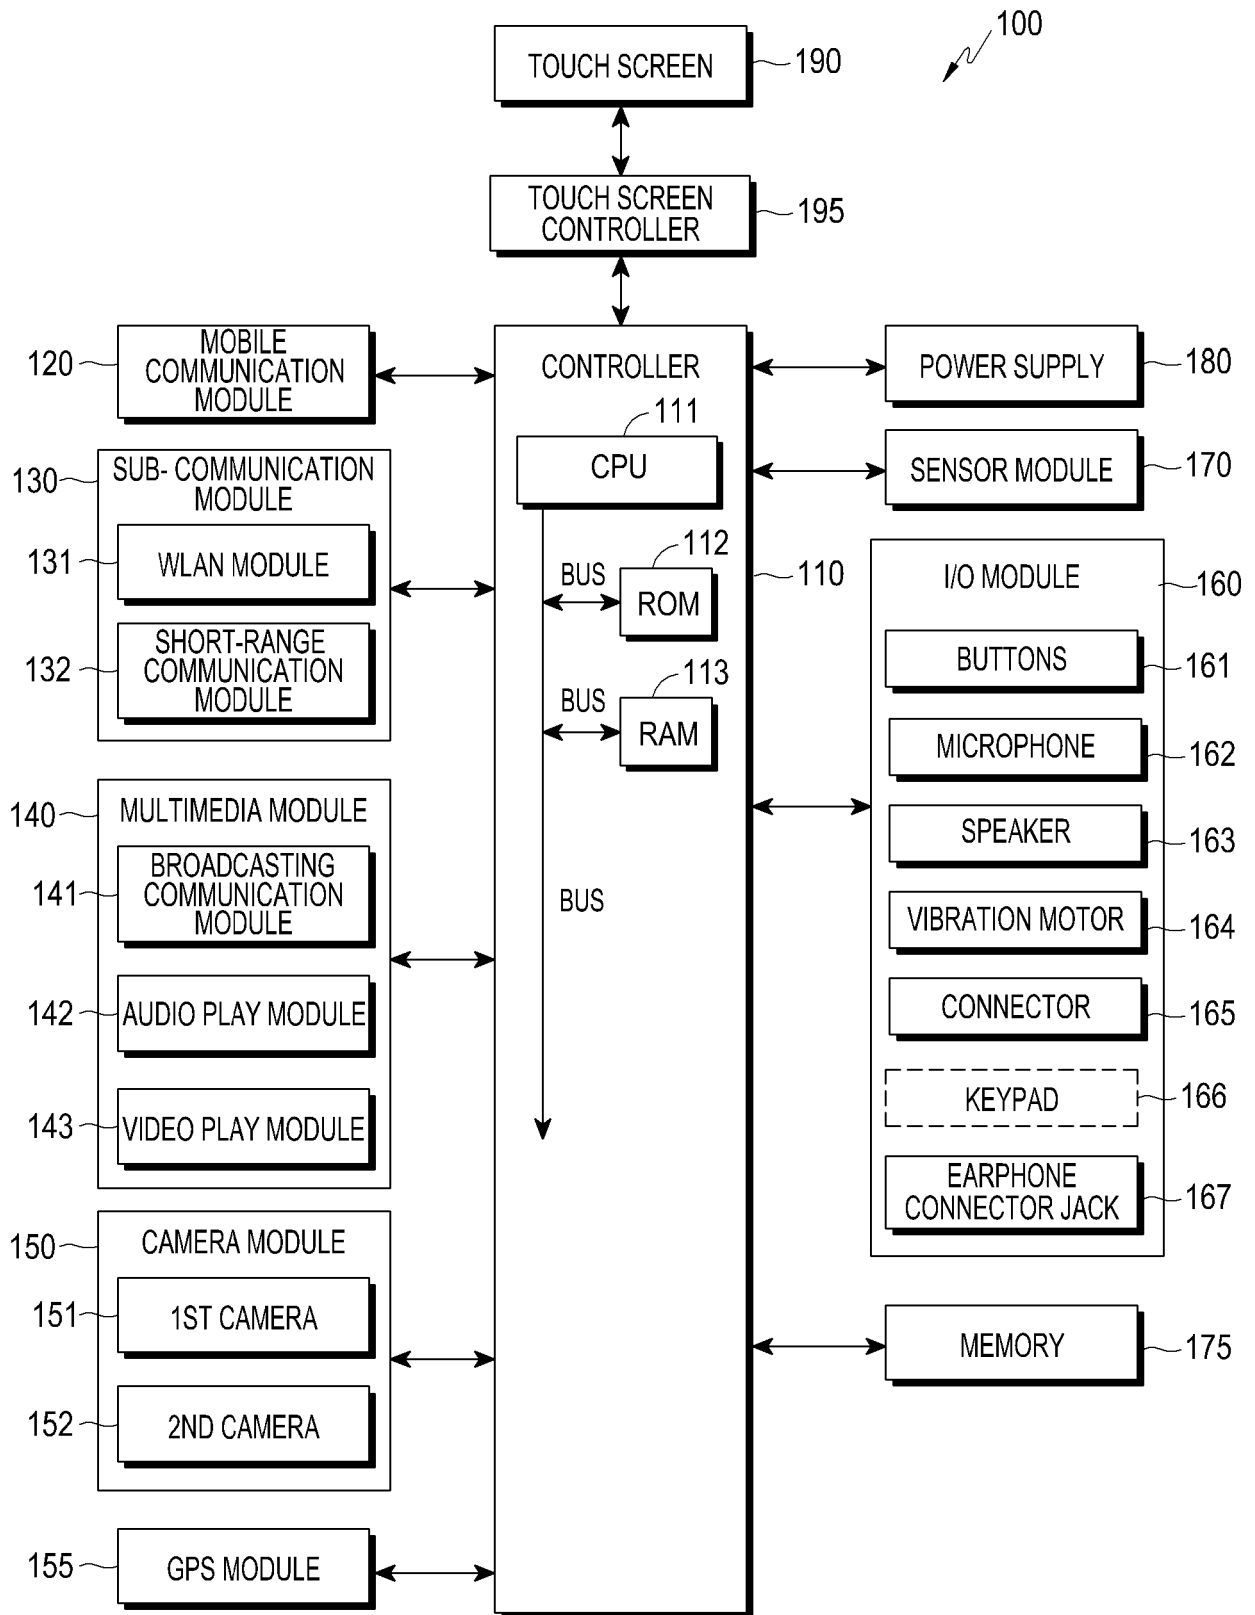 100
TOUCH SCREEN
190
TOUCH SCREEN
CONTROLLER
195
120
MOBILE
COMMUNICATION
MODULE
130
SUB- COMMUNICATION
MODULE
131
WLAN MODULE
132
SHORT-RANGE
COMMUNICATION
MODULE
140
MULTIMEDIA MODULE
141
BROADCASTING
COMMUNICATION
MODULE
142
AUDIO PLAY MODULE
143
VIDEO PLAY MODULE
150
CAMERA MODULE
151
1ST CAMERA
152
2ND CAMERA
155
GPS MODULE
CONTROLLER
111
CPU
112
BUS
ROM
110
113
BUS
RAM
BUS
POWER SUPPLY
180
SENSOR MODULE
170
I/O MODULE
160
BUTTONS
161
MICROPHONE
162
SPEAKER
163
VIBRATION MOTOR
164
CONNECTOR
165
KEYPAD
166
EARPHONE
CONNECTOR JACK
167
MEMORY
175